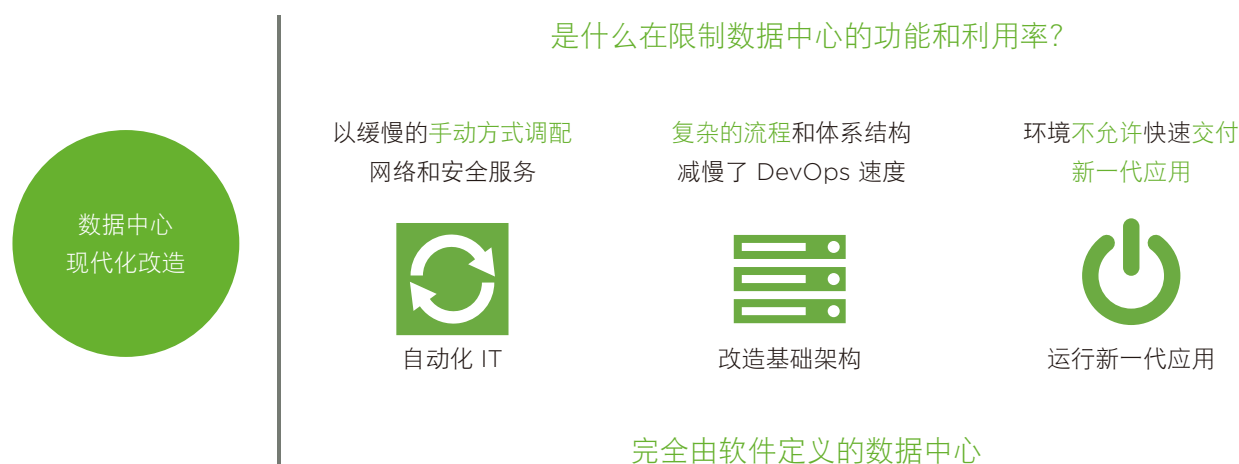 是什么在限制数据中心的功能和利用率?
以缓慢的手动方式调配
网络和安全服务
复杂的流程和体系结构
减慢了 DevOps 速度
环境不允许快速交付
新一代应用
数据中心
现代化改造
自动化 IT
改造基础架构
运行新一代应用
完全由软件定义的数据中心